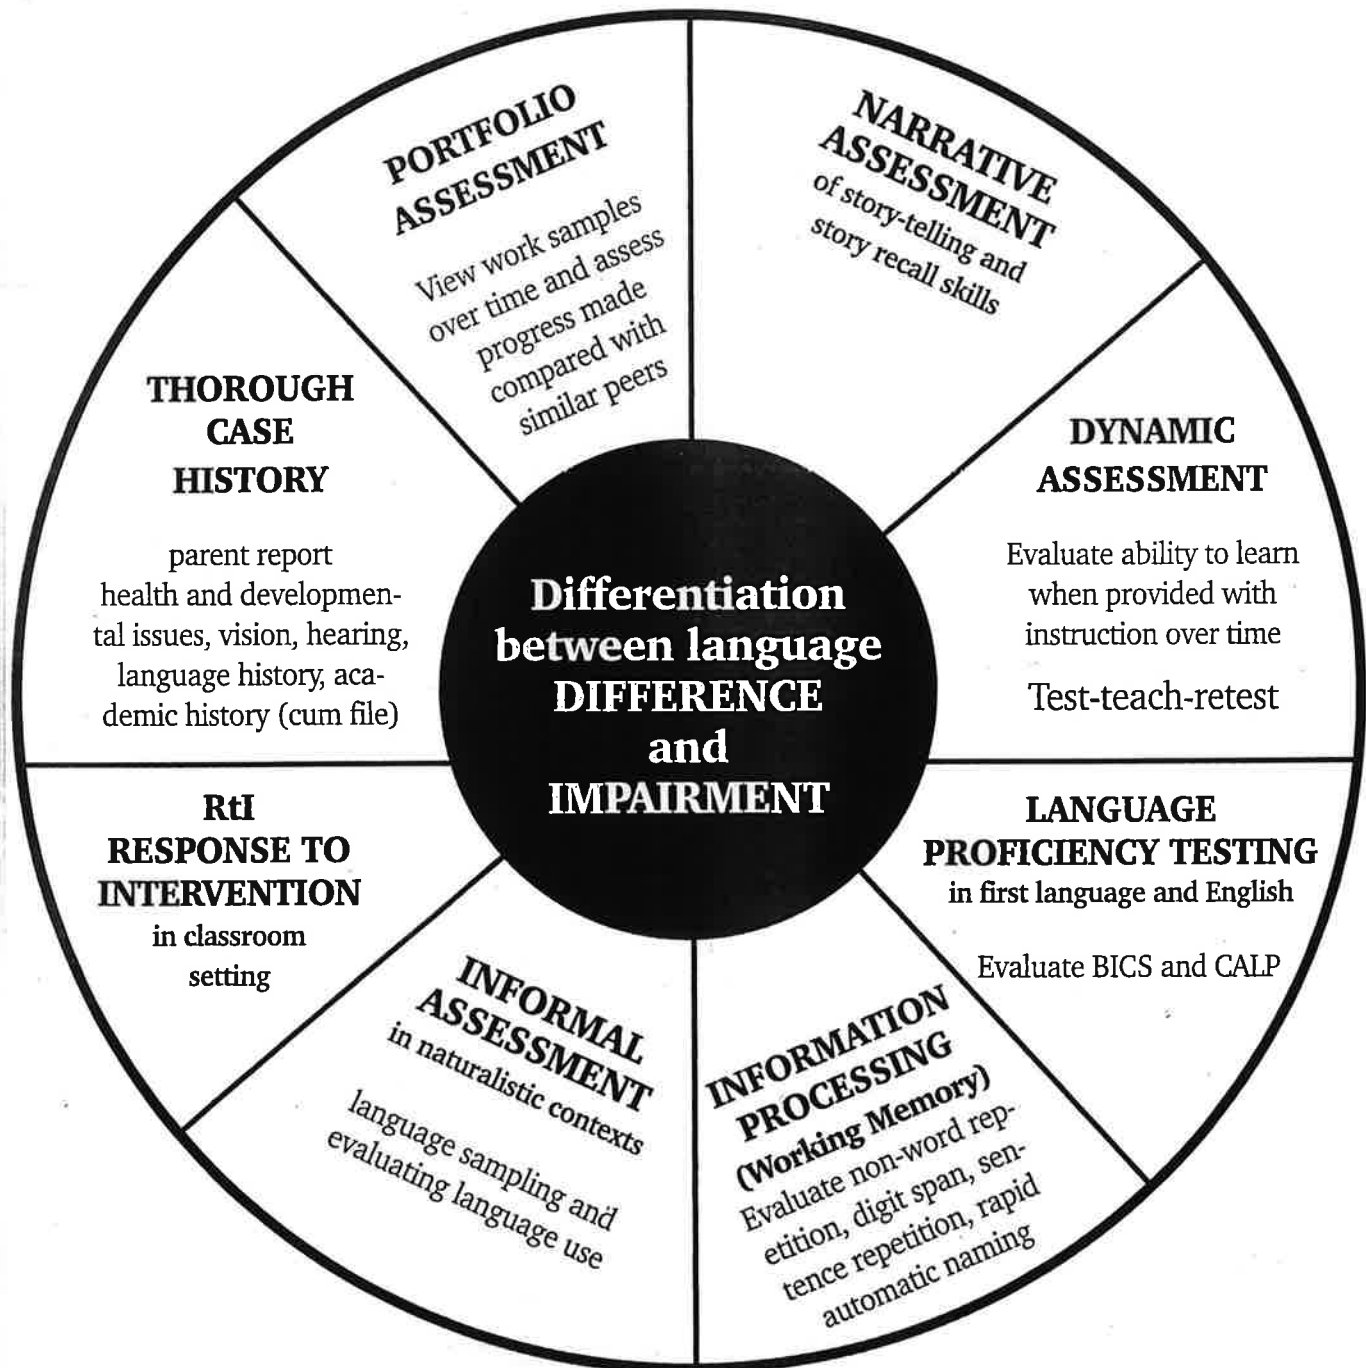 PORTFOLIO
ASSESSMENT
View work samples
over time and assess
progress made
compared with
similar peers
NARRATIVE
ASSESSMENT
of story-telling and
story recall skills
DYNAMIC
ASSESSMENT
Evaluate ability to learn
when provided with
instruction over time
Test-teach-retest
LANGUAGE
PROFICIENCY TESTING
in first language and English
Evaluate BICS and CALP
INFORMATION
PROCESSING
(Working Memory)
Evaluate non-word rep-
etition, digit span, sen-
tence repetition, rapid
automatic naming
INFORMAL
ASSESSMENT
in naturalistic contexts
language sampling and
evaluating language use
RtI
RESPONSE TO
INTERVENTION
in classroom
setting
THOROUGH
CASE
HISTORY
parent report
health and developmen-
tal issues, vision, hearing,
language history, aca-
demic history (cum file)
Differentiation
between language
DIFFERENCE
and
IMPAIRMENT